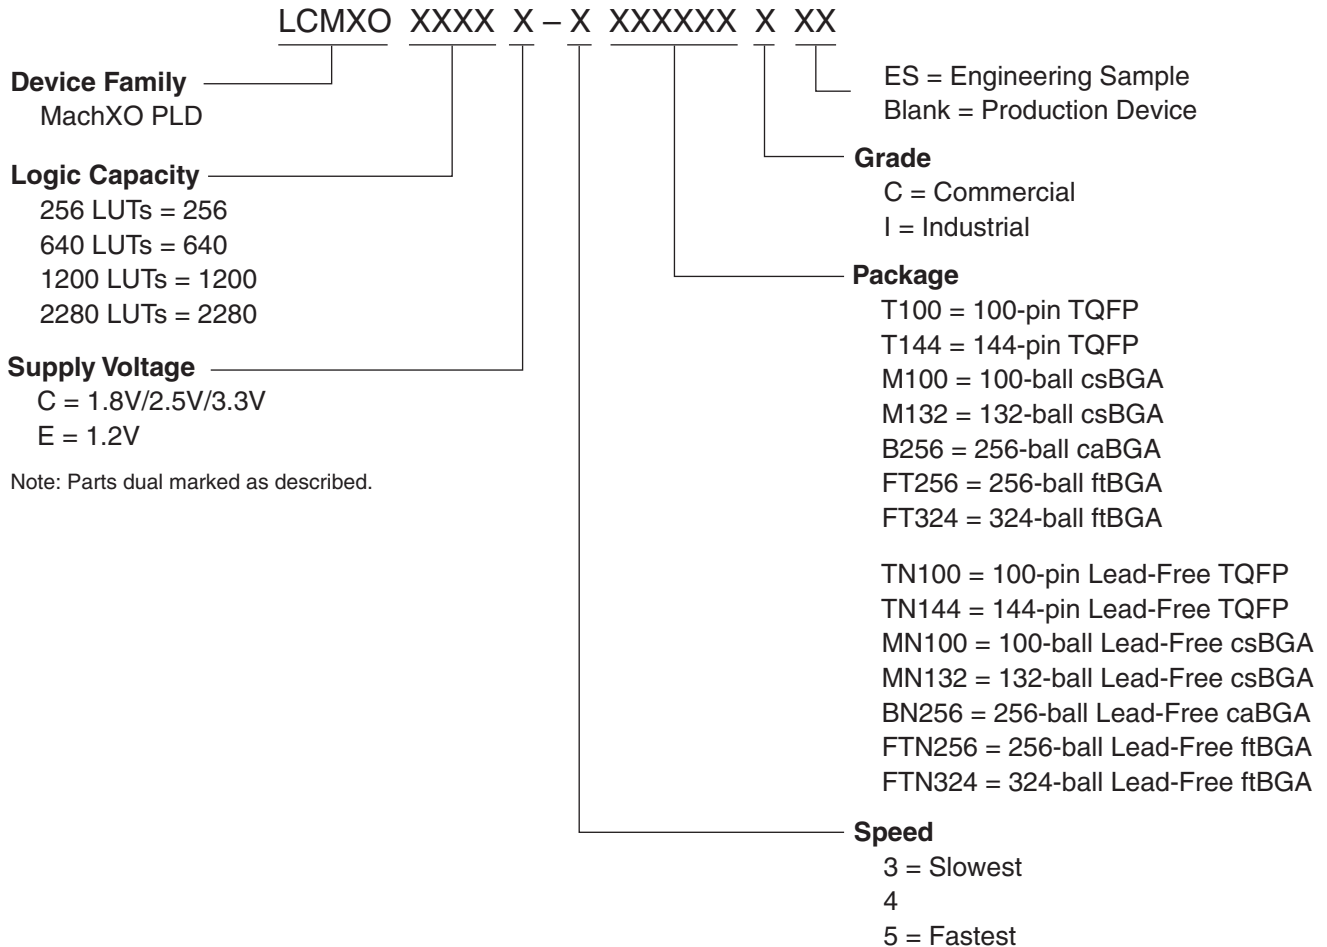 LCMXO XXXX X – X XXXXXX X XX
Device Family
MachXO PLD
Logic Capacity
256 LUTs = 256
640 LUTs = 640
1200 LUTs = 1200
2280 LUTs = 2280
Supply Voltage
C = 1.8V/2.5V/3.3V
E = 1.2V
Note: Parts dual marked as described.
ES = Engineering Sample
Blank = Production Device
Grade
C = Commercial
I = Industrial
Package
T100 = 100-pin TQFP
T144 = 144-pin TQFP
M100 = 100-ball csBGA
M132 = 132-ball csBGA
B256 = 256-ball caBGA
FT256 = 256-ball ftBGA
FT324 = 324-ball ftBGA
TN100 = 100-pin Lead-Free TQFP
TN144 = 144-pin Lead-Free TQFP
MN100 = 100-ball Lead-Free csBGA
MN132 = 132-ball Lead-Free csBGA
BN256 = 256-ball Lead-Free caBGA
FTN256 = 256-ball Lead-Free ftBGA
FTN324 = 324-ball Lead-Free ftBGA
Speed
3 = Slowest
4
5 = Fastest